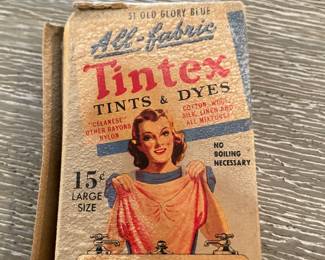 31 OLD GLORY BLUE
All-fabric
Tintex
TINTS & DYES
"CELANESE"
OTHER RAYONS
NYLON
COTTON, WOOL
SILK, LINEN AND
ALL MIXTURES
NO
BOILING
NECESSARY
15¢
LARGE
SIZE